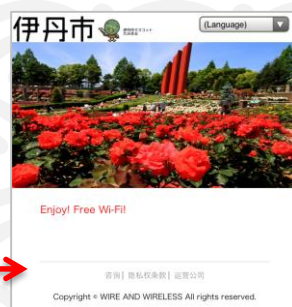 伊丹市
(Language)
Enjoy! Free Wi-Fi!
咨询| 隐私权条款| 运营公司
Copyright © WIRE AND WIRELESS All rights reserved.